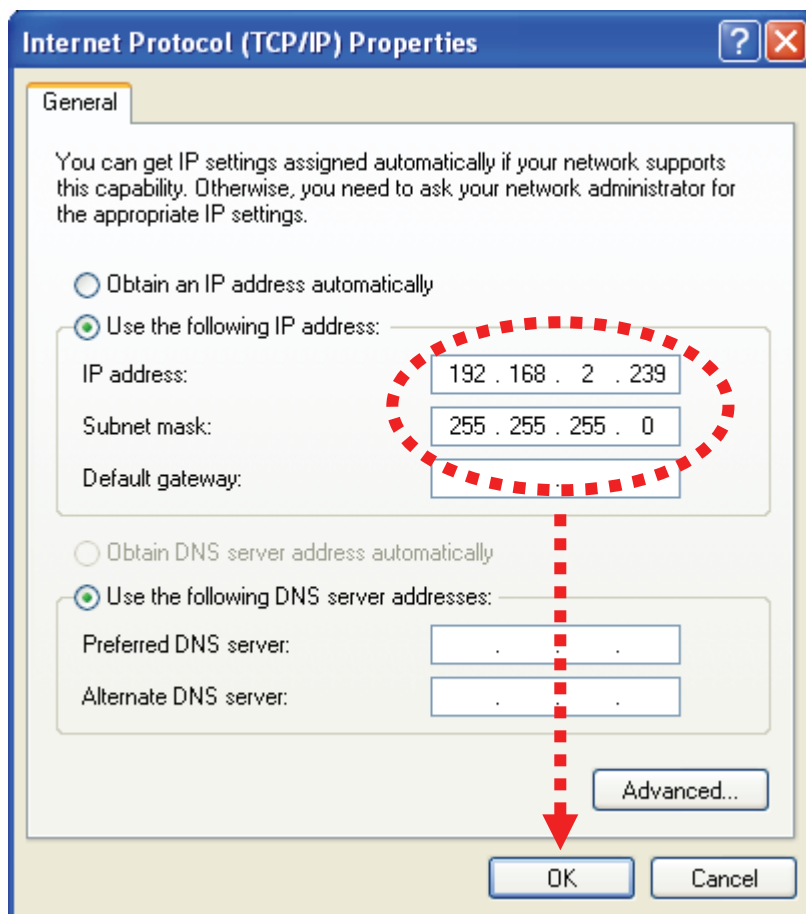 Internet Protocol (TCP/IP) Properties
General
You can get IP settings assigned automatically if your network supports
this capability. Otherwise, you need to ask your network administrator for
the appropriate IP settings.
Obtain an IP address automatically
Use the following IP address:
IP address: 192 . 168 . 2 . 239
Subnet mask: 255 . 255 . 255 . 0
Default gateway:
Obtain DNS server address automatically
Use the following DNS server addresses:
Preferred DNS server: . . .
Alternate DNS server: . . .
Advanced...
OK Cancel